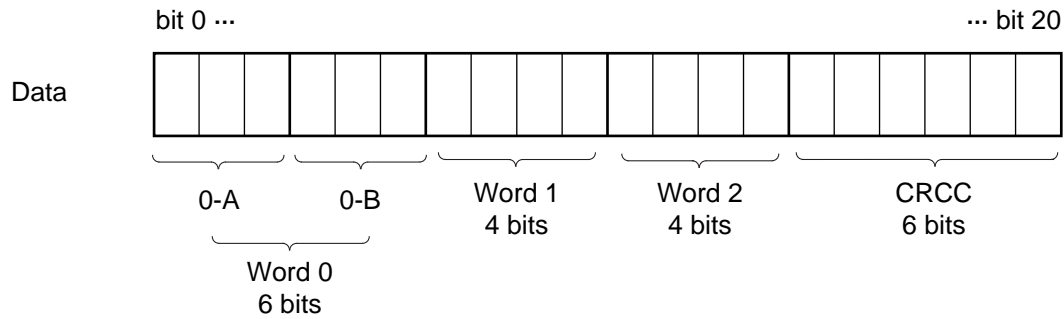 bit 0 ··· ··· bit 20
Data
0-A 0-B Word 1 Word 2 CRCC
4 bits 4 bits 6 bits
Word 0
6 bits